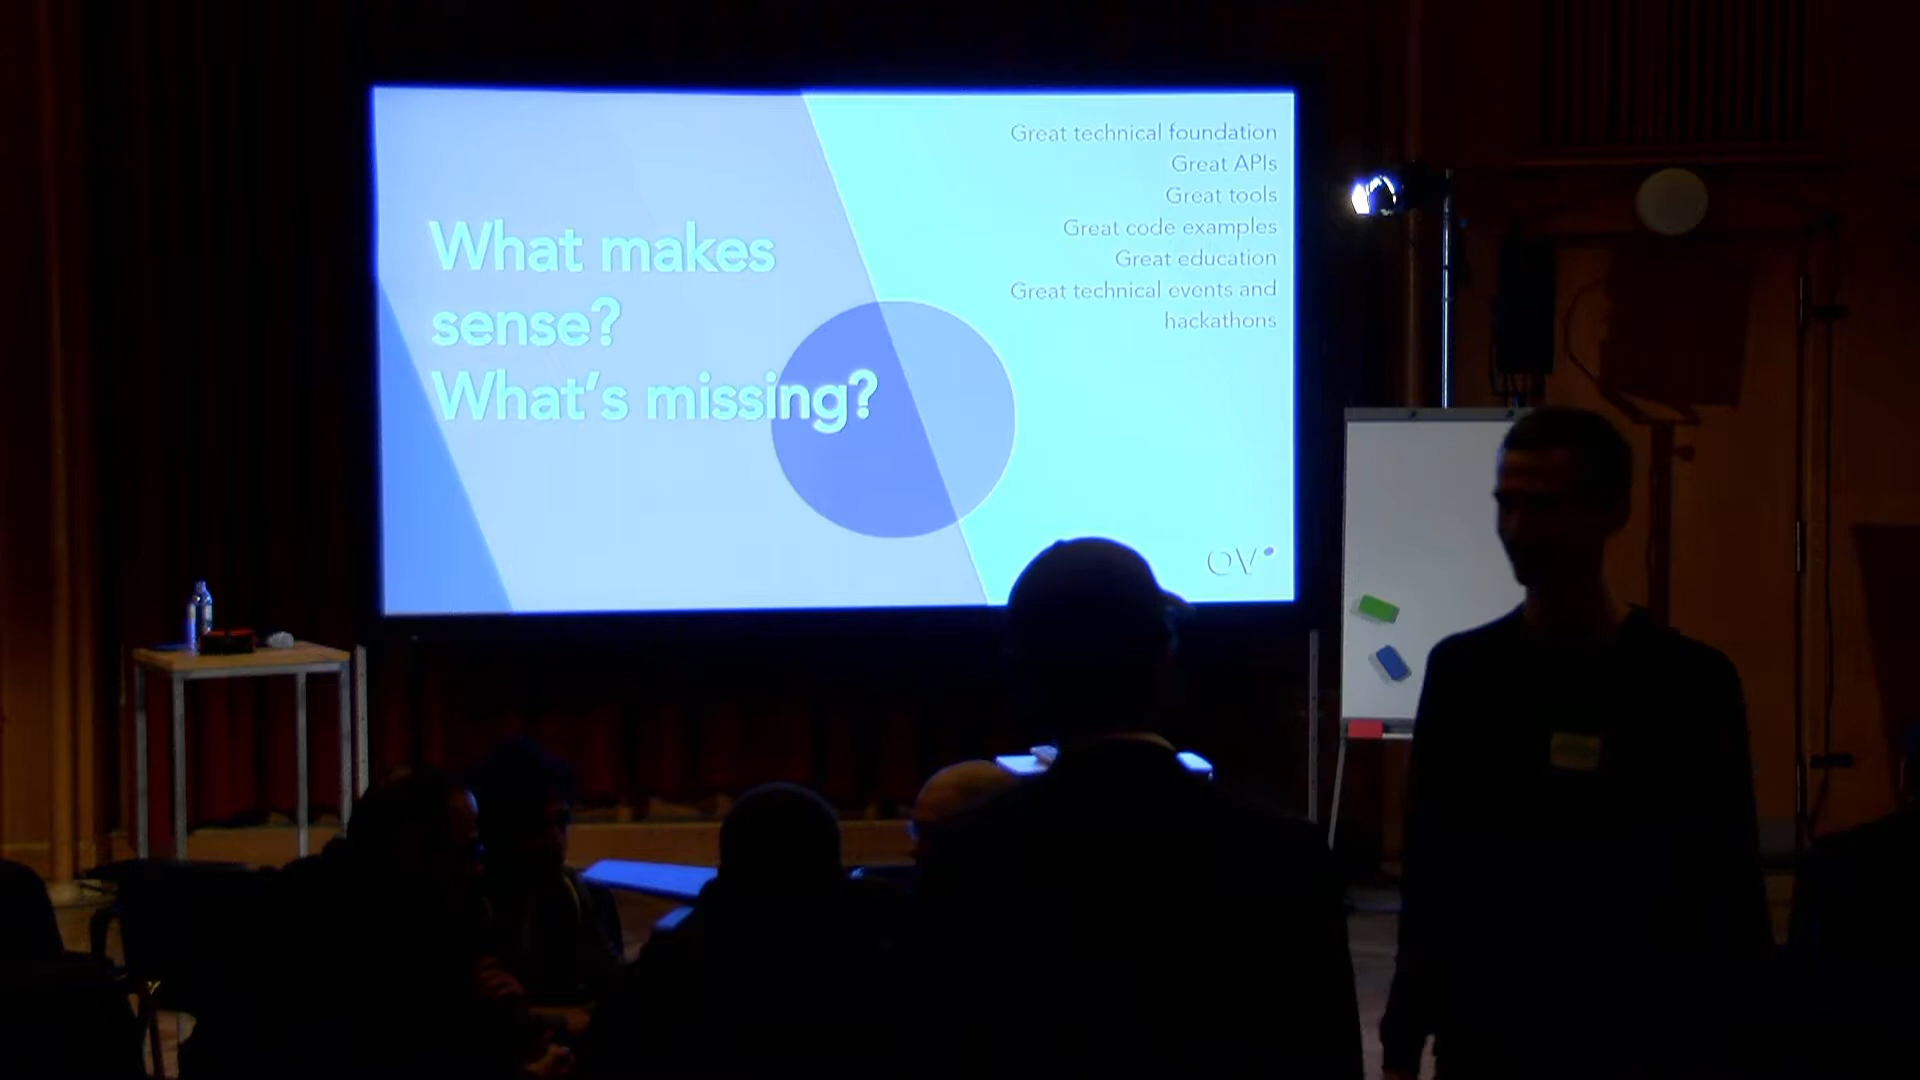 What makes
sense?
What's missing?
Great technical foundation
Great APIs
Great tools
Great code examples
Great education
Great technical events and
hackathons
OV